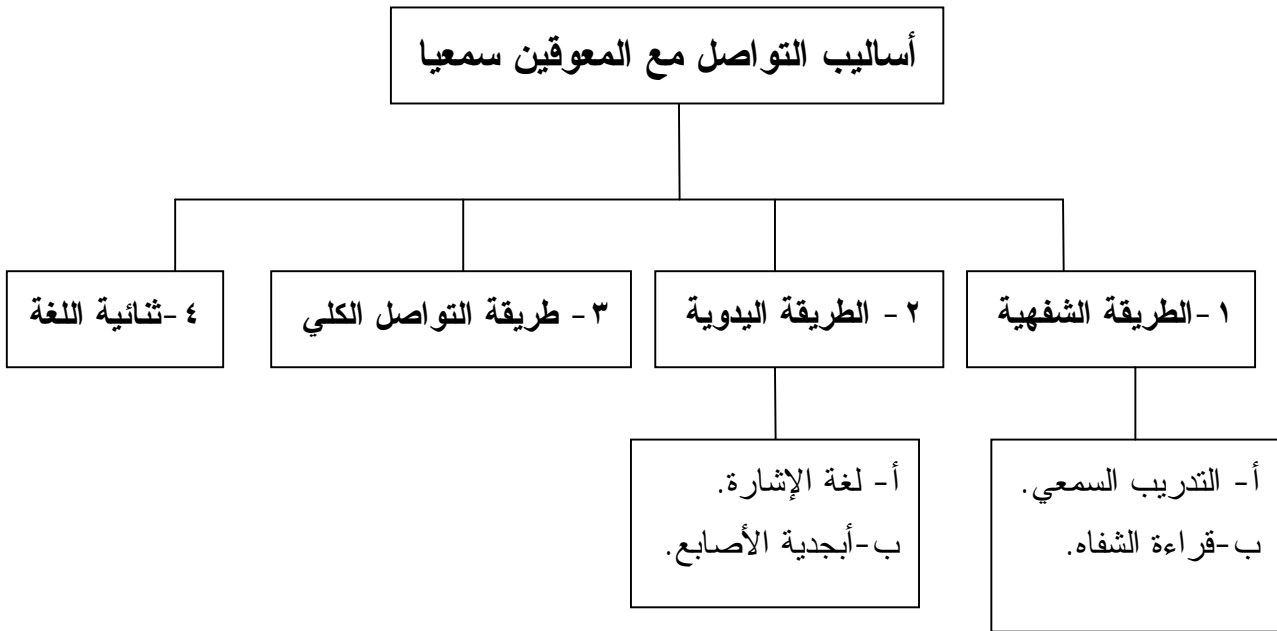 أساليب التواصل مع المعوقين سمعيا
١-الطريقة الشفهية
٢- الطريقة اليدوية
٣- طريقة التواصل الكلي
٤-ثنائية اللغة
أ- التدريب السمعي.
ب-قراءة الشفاه.
أ- لغة الإشارة.
ب-أبجدية الأصابع.